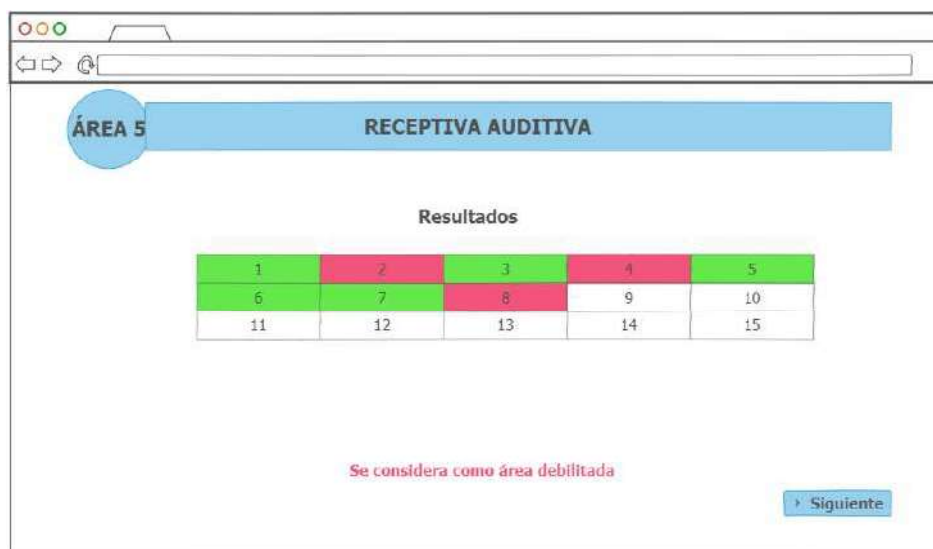 ÁREA 5
RECEPTIVA AUDITIVA
Resultados
1 2 3 4 5
6 7 8 9 10
11 12 13 14 15
Se considera como área debilitada
› Siguiente